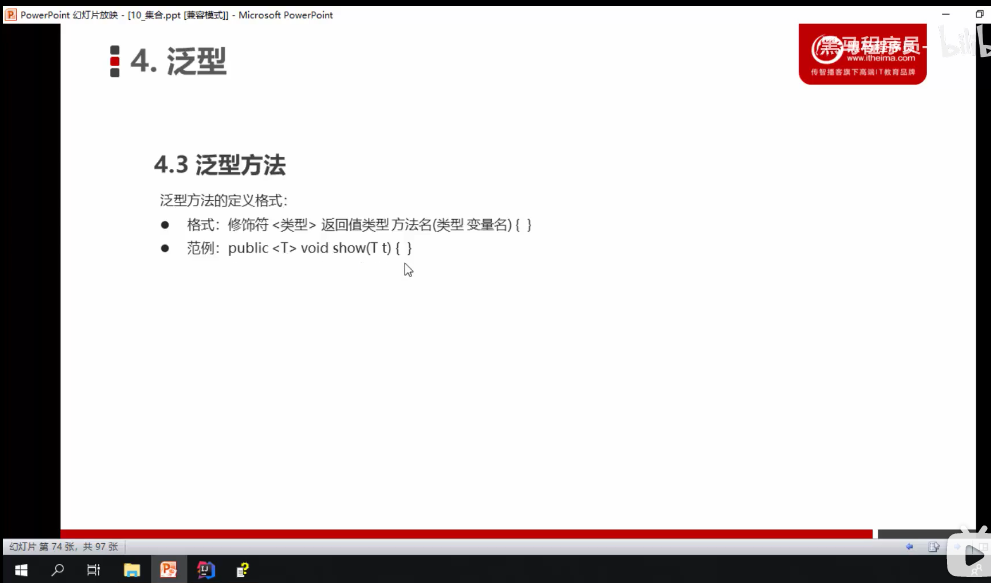 PowerPoint 幻灯片放映 - [10_集合.ppt [兼容模式]] - Microsoft PowerPoint
4. 泛型
黑马程序员
www.itheima.com
传智播客旗下高端IT教育品牌
4.3 泛型方法
泛型方法的定义格式：
● 格式：修饰符 <类型> 返回值类型 方法名(类型 变量名) { }
● 范例：public <T> void show(T t) { }
幻灯片 第 74 张，共 97 张